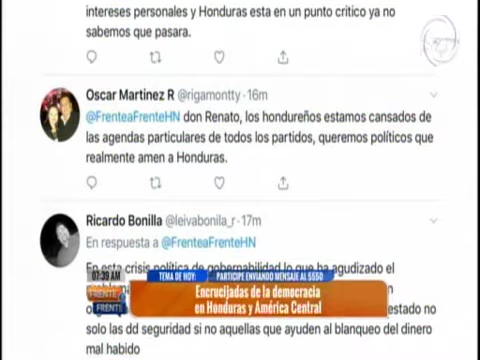 intereses personales y Honduras esta en un punto critico ya no
sabemos que pasara.
Oscar Martinez R @rigamontty · 16m
@FrenteaFrenteHN don Renato, los hondureños estamos cansados de
las agendas particulares de todos los partidos, queremos políticos que
realmente amen a Honduras.
Ricardo Bonilla @leivabonila_r · 17m
En respuesta a @FrenteaFrenteHN
En esta crisis política de gobernabilidad lo que ha agudizado el
07:39 AM
TEMA DE HOY:
PARTICIPE ENVIANDO MENSAJE AL 5550
FRENTE
FRENTE
Encrucijadas de la democracia
en Honduras y América Central
estado no
solo las dd seguridad si no aquellas que ayuden al blanqueo del dinero
mal habido